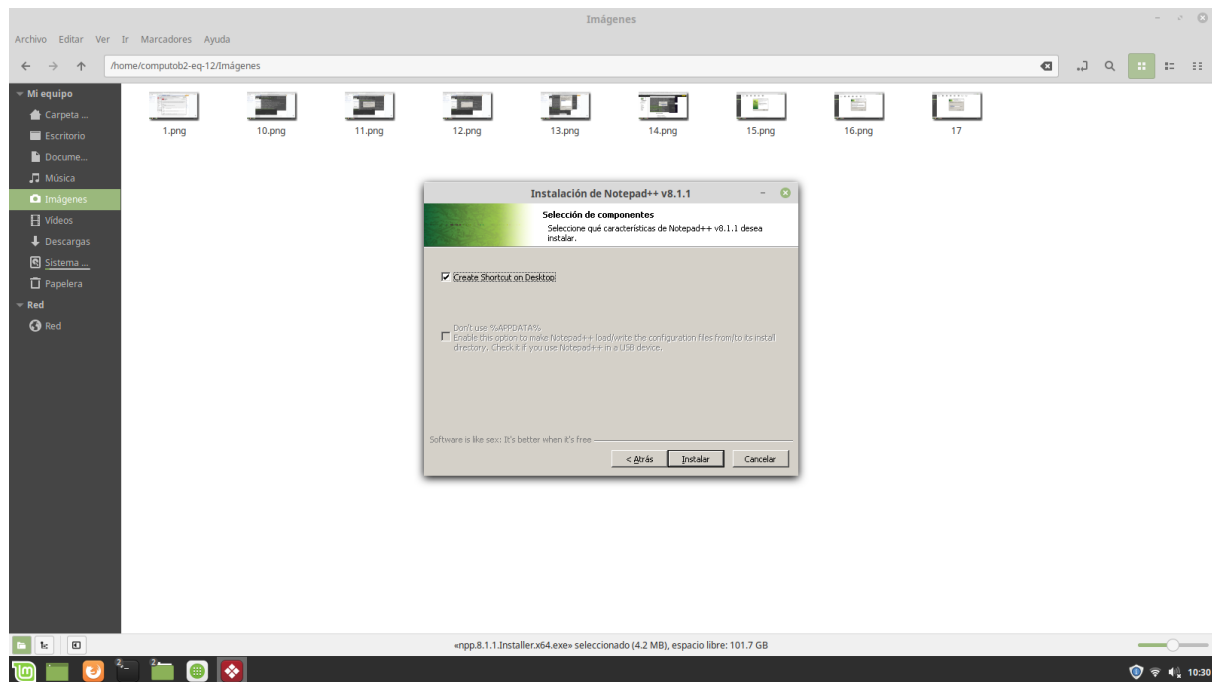 Imágenes
Archivo Editar Ver Ir Marcadores Ayuda
/home/computob2-eq-12/Imágenes
Mi equipo
Carpeta ...
Escritorio
Docume...
Música
Imágenes
Vídeos
Descargas
Sistema ...
Papelera
Red
Red
1.png 10.png 11.png 12.png 13.png 14.png 15.png 16.png 17
Instalación de Notepad++ v8.1.1
Selección de componentes
Seleccione qué características de Notepad++ v8.1.1 desea
instalar.
Create Shortcut on Desktop
Don't use %APPDATA%
Enable this option to make Notepad++ load/write the configuration files from/to its install
directory. Check it if you use Notepad++ in a USB device.
Software is like sex: It's better when it's free
< Atrás Instalar Cancelar
«npp.8.1.1.Installer.x64.exe» seleccionado (4.2 MB), espacio libre: 101.7 GB
2 2
10:30